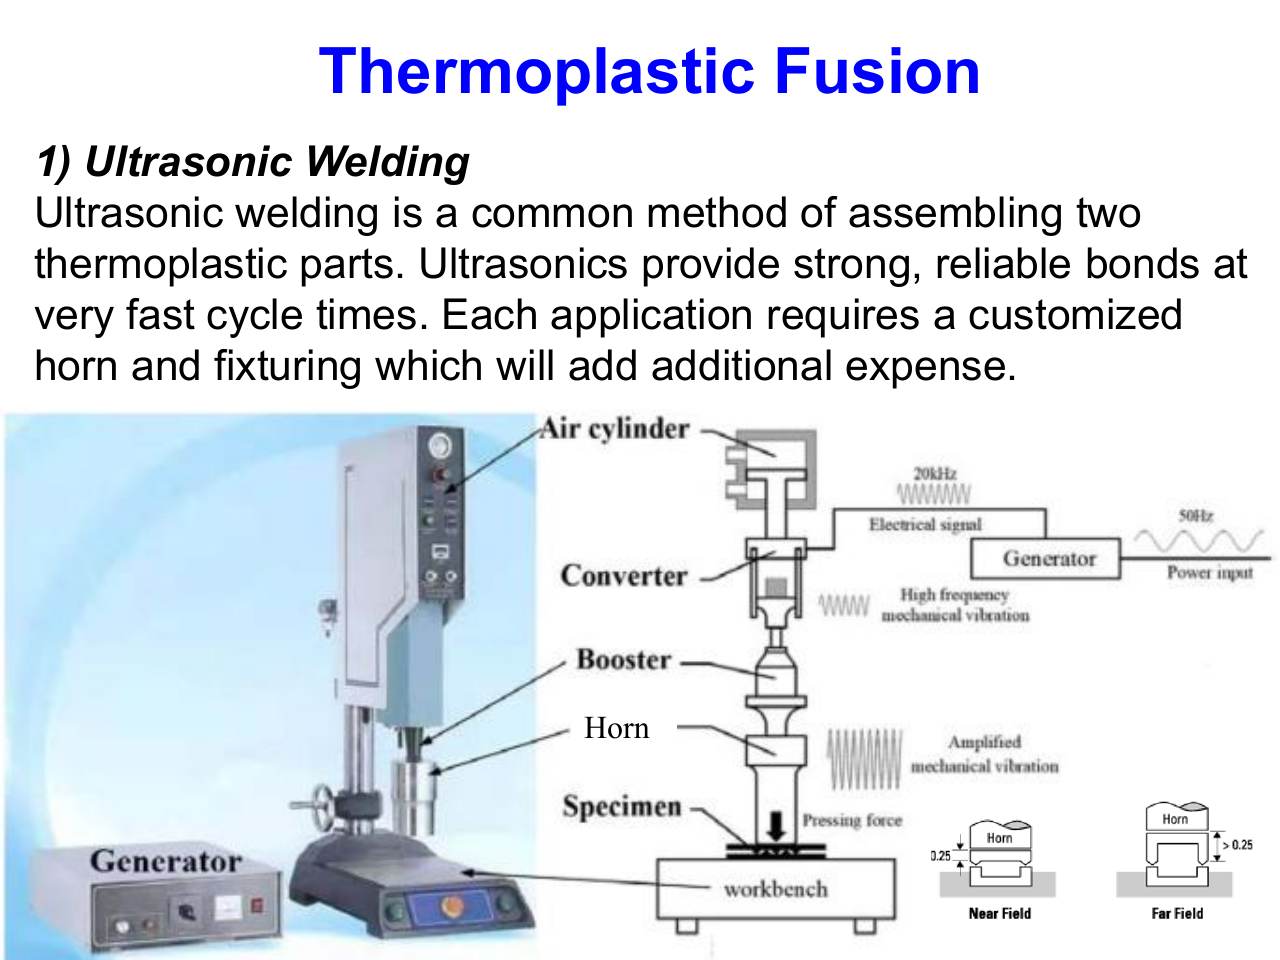 Thermoplastic Fusion
1) Ultrasonic Welding
Ultrasonic welding is a common method of assembling two
thermoplastic parts. Ultrasonics provide strong, reliable bonds at
very fast cycle times. Each application requires a customized
horn and fixturing which will add additional expense.
Air cylinder
20kHz
Electrical signal
50Hz
Generator
Power input
Converter
High frequency
mechanical vibration
Booster
Horn
Amplified
mechanical vibration
Specimen
Pressing force
Generator
workbench
Horn
0.25
Near Field
Horn
> 0.25
Far Field